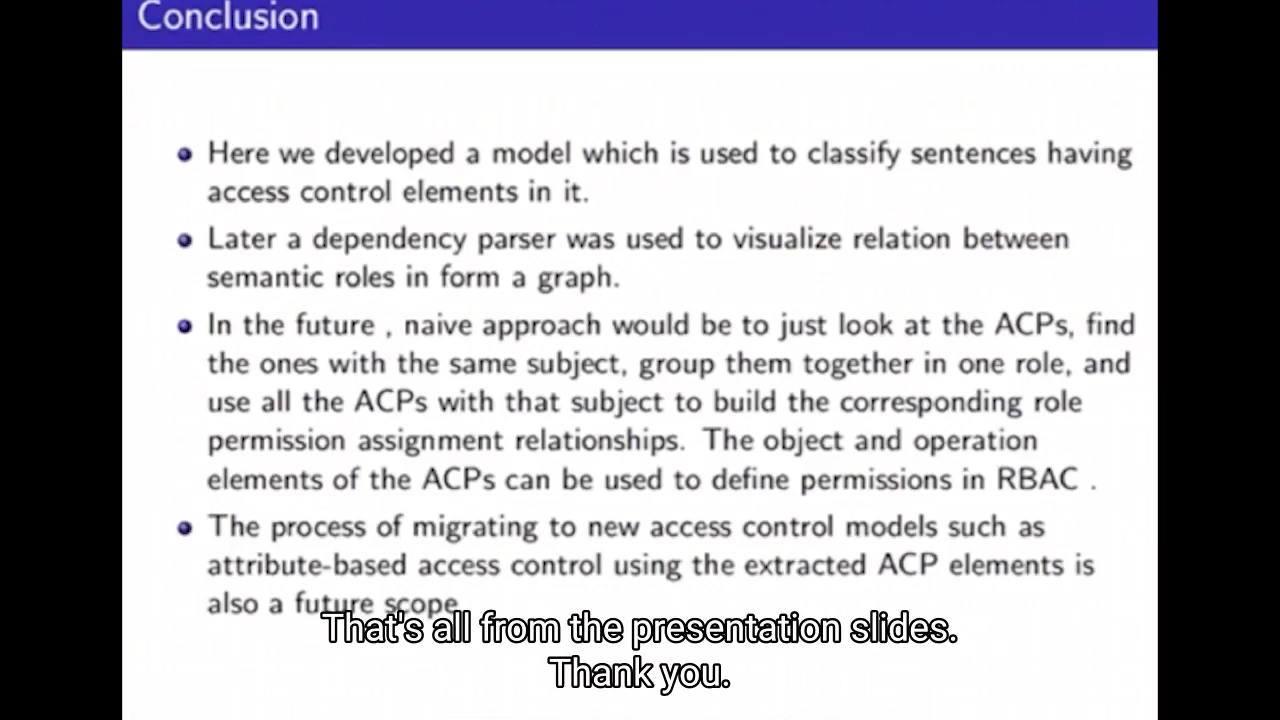 Conclusion
Here we developed a model which is used to classify sentences having
access control elements in it.
Later a dependency parser was used to visualize relation between
semantic roles in form a graph.
In the future , naive approach would be to just look at the ACPs, find
the ones with the same subject, group them together in one role, and
use all the ACPs with that subject to build the corresponding role
permission assignment relationships. The object and operation
elements of the ACPs can be used to define permissions in RBAC .
The process of migrating to new access control models such as
attribute-based access control using the extracted ACP elements is
also a future scope
That's all from the presentation slides.
Thank you.